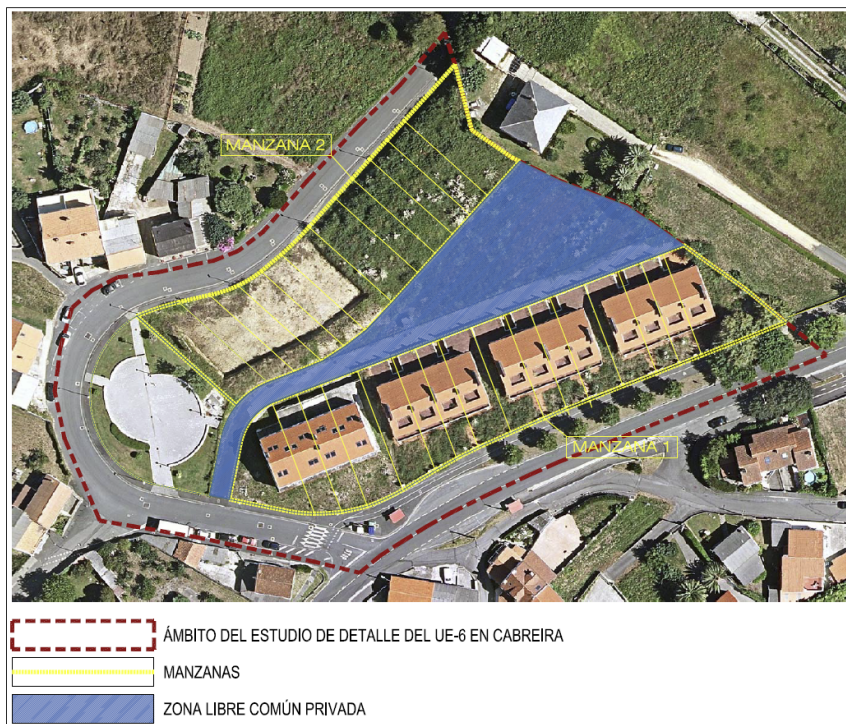 MANZANA 2
MANZANA 1
ÁMBITO DEL ESTUDIO DE DETALLE DEL UE-6 EN CABREIRA
MANZANAS
ZONA LIBRE COMÚN PRIVADA